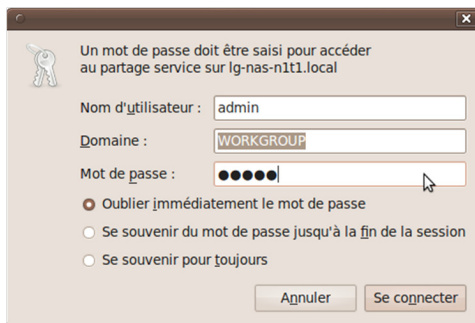 Un mot de passe doit être saisi pour accéder
au partage service sur lg-nas-n1t1.local
Nom d'utilisateur : admin
Domaine : WORKGROUP
Mot de passe : ●●●●●
Oublier immédiatement le mot de passe
Se souvenir du mot de passe jusqu'à la fin de la session
Se souvenir pour toujours
Annuler Se connecter